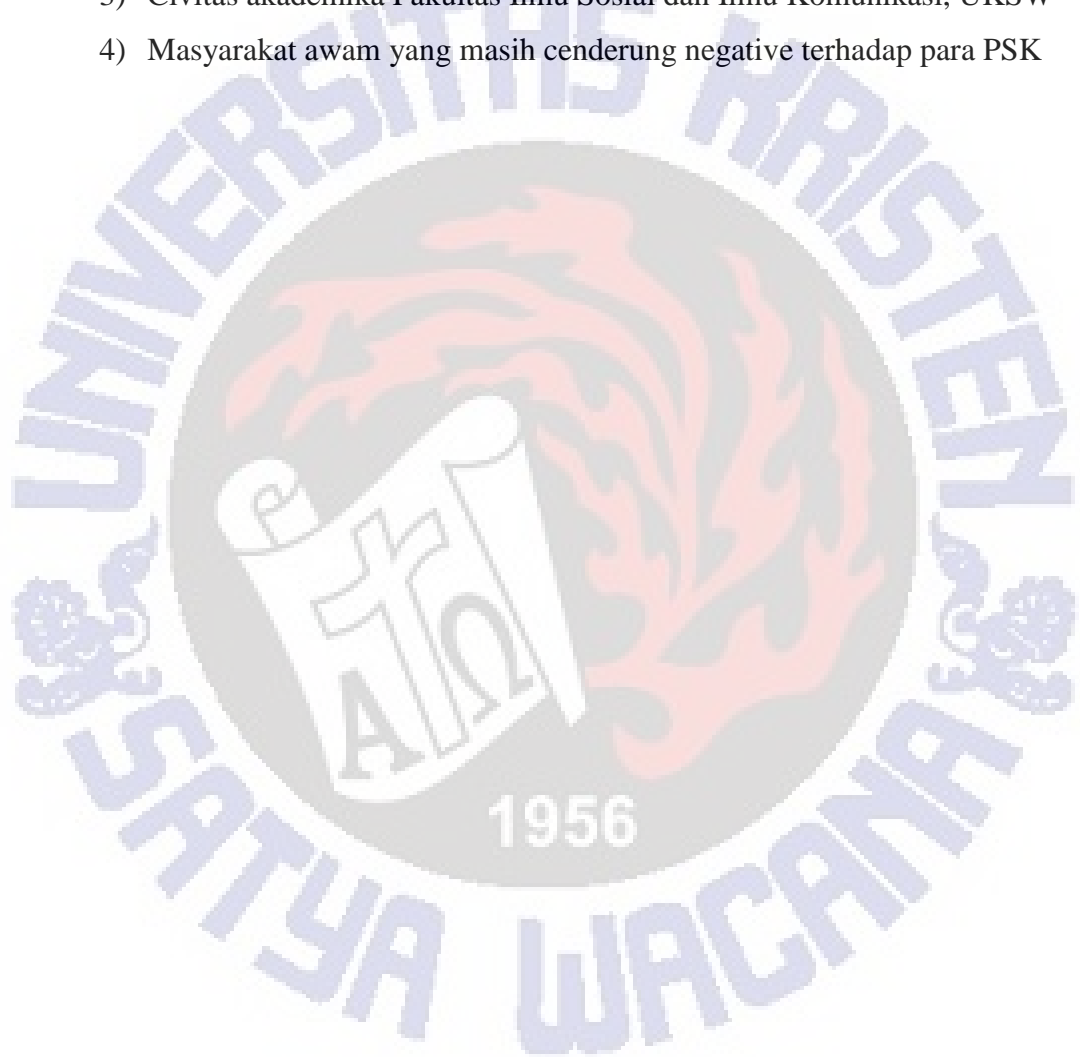 3) Civitas akademika Fakultas Ilmu Sosial dan Ilmu Komunikasi, UKSW
4) Masyarakat awam yang masih cenderung negative terhadap para PSK
UNIVERSITAS KRISTEN
A Ω
1956
SATYA WACANA